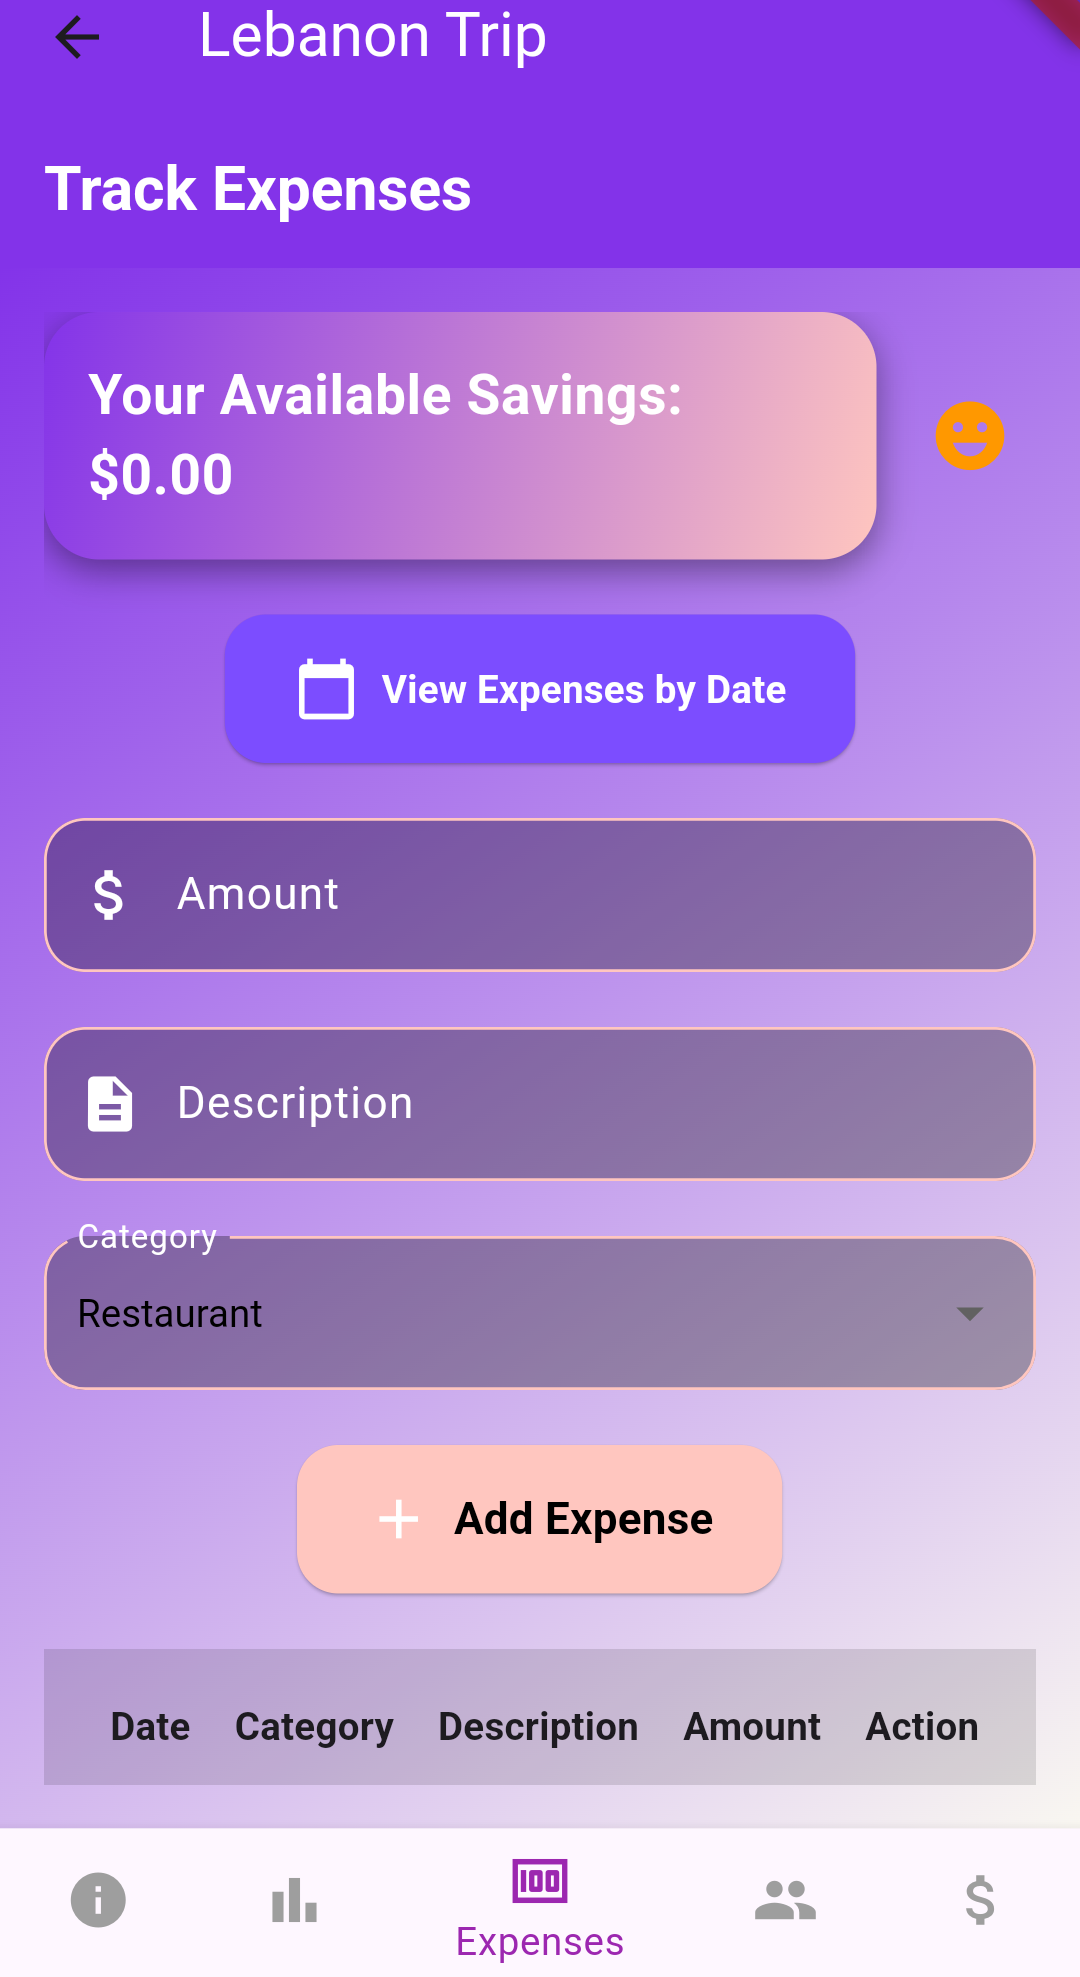 Lebanon Trip
Track Expenses
Your Available Savings:
$0.00
View Expenses by Date
$ Amount
Description
Category
Restaurant
+ Add Expense
Date Category Description Amount Action
Expenses